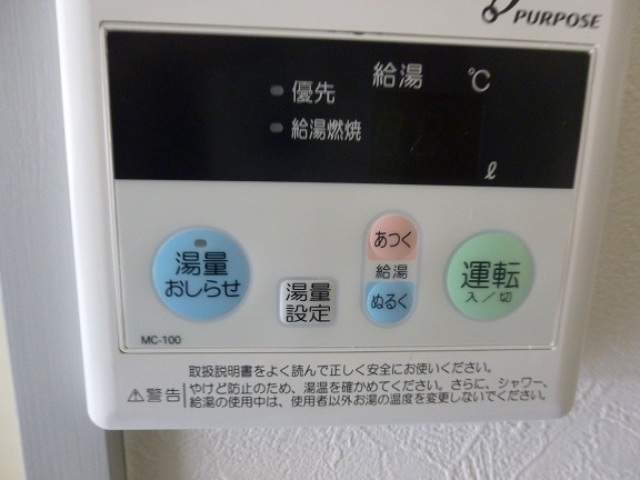 PURPOSE
給湯 ℃
優先
給湯燃焼
ℓ
湯量
おしらせ
湯量
設定
あつく
給湯
ぬるく
運転
入／切
MC-100
取扱説明書をよく読んで正しく安全にお使いください。
⚠警告 やけど防止のため、湯温を確かめてください。さらに、シャワー、
給湯の使用中は、使用者以外お湯の温度を変更しないでください。